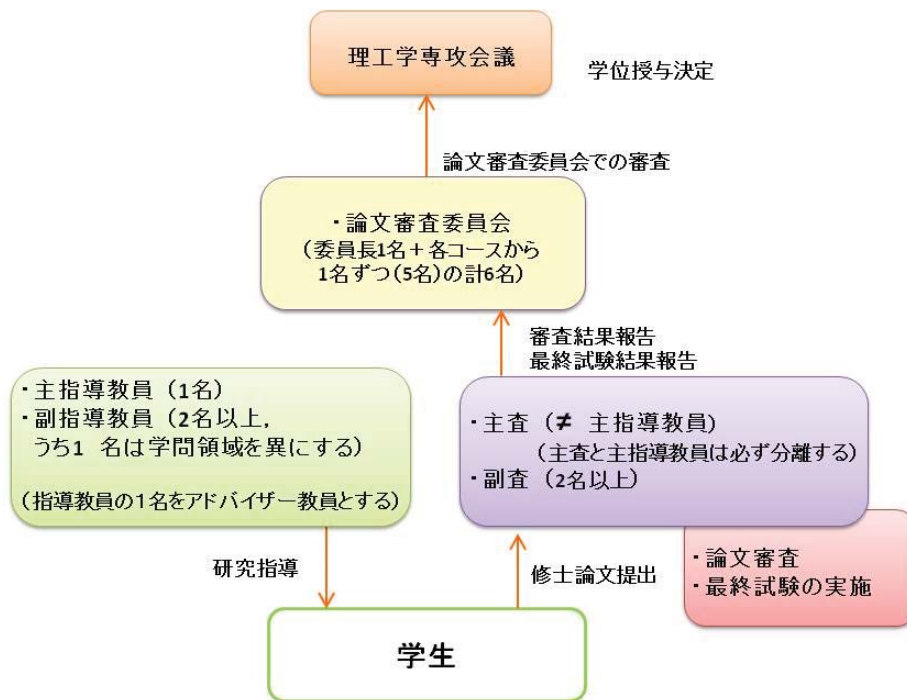 理工学専攻会議
学位授与決定
論文審査委員会での審査
・論文審査委員会
(委員長1名+各コースから
1名ずつ(5名)の計6名)
審査結果報告
最終試験結果報告
・主指導教員(1名)
・副指導教員(2名以上,
うち1 名は学問領域を異にする)
(指導教員の1名をアドバイザー教員とする)
・主査(≠ 主指導教員)
(主査と主指導教員は必ず分離する)
・副査(2名以上)
・論文審査
・最終試験の実施
研究指導
修士論文提出
学生